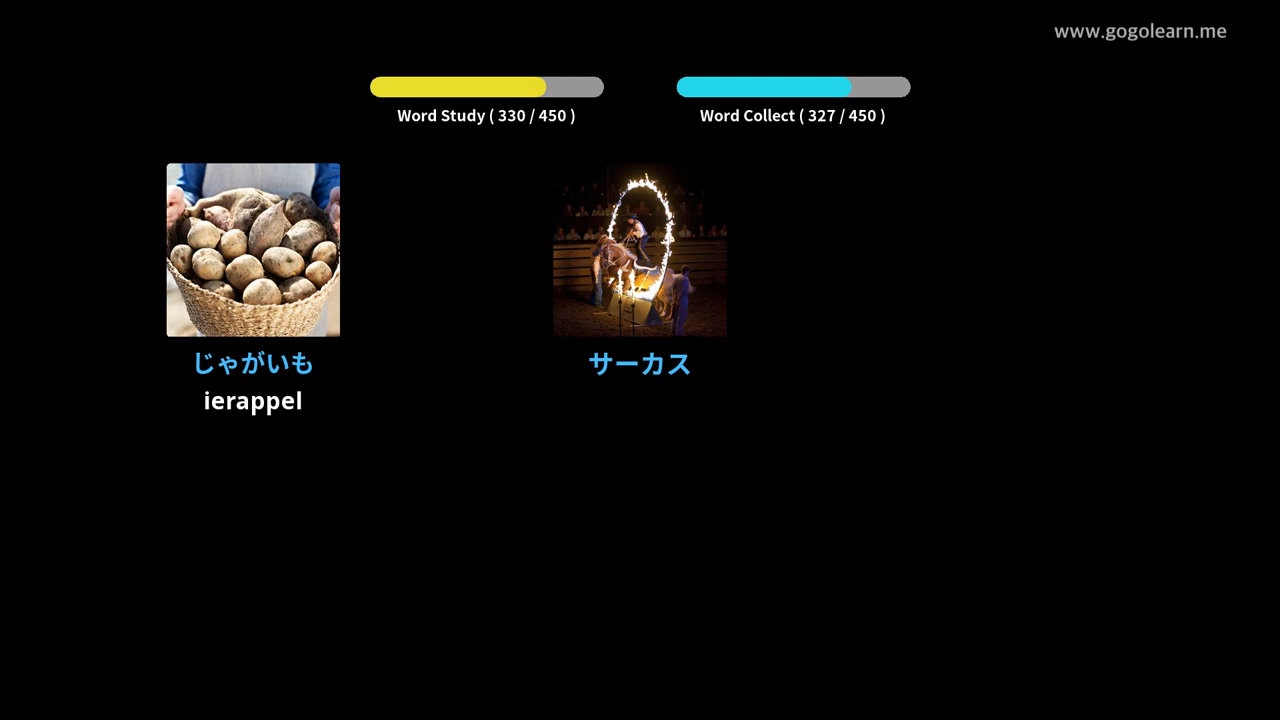 www.gogolearn.me
Word Study ( 330 / 450 )
Word Collect ( 327 / 450 )
じゃがいも
サーカス
ierappel